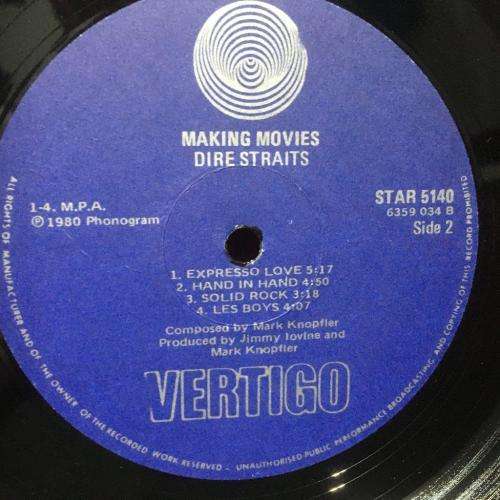 MAKING MOVIES
DIRE STRAITS
1-4. M.P.A.
℗ 1980 Phonogram
STAR 5140
6359 034 B
Side 2
1. EXPRESSO LOVE 5:17
2. HAND IN HAND 4:50
3. SOLID ROCK 3:18
4. LES BOYS 4:07
Composed by Mark Knopfler
Produced by Jimmy Iovine and
Mark Knopfler
VERTIGO
ALL RIGHTS OF MANUFACTURER AND OF THE OWNER OF THE RECORDED WORK RESERVED – UNAUTHORISED PUBLIC PERFORMANCE BROADCASTING AND COPYING OF THIS RECORD PROHIBITED